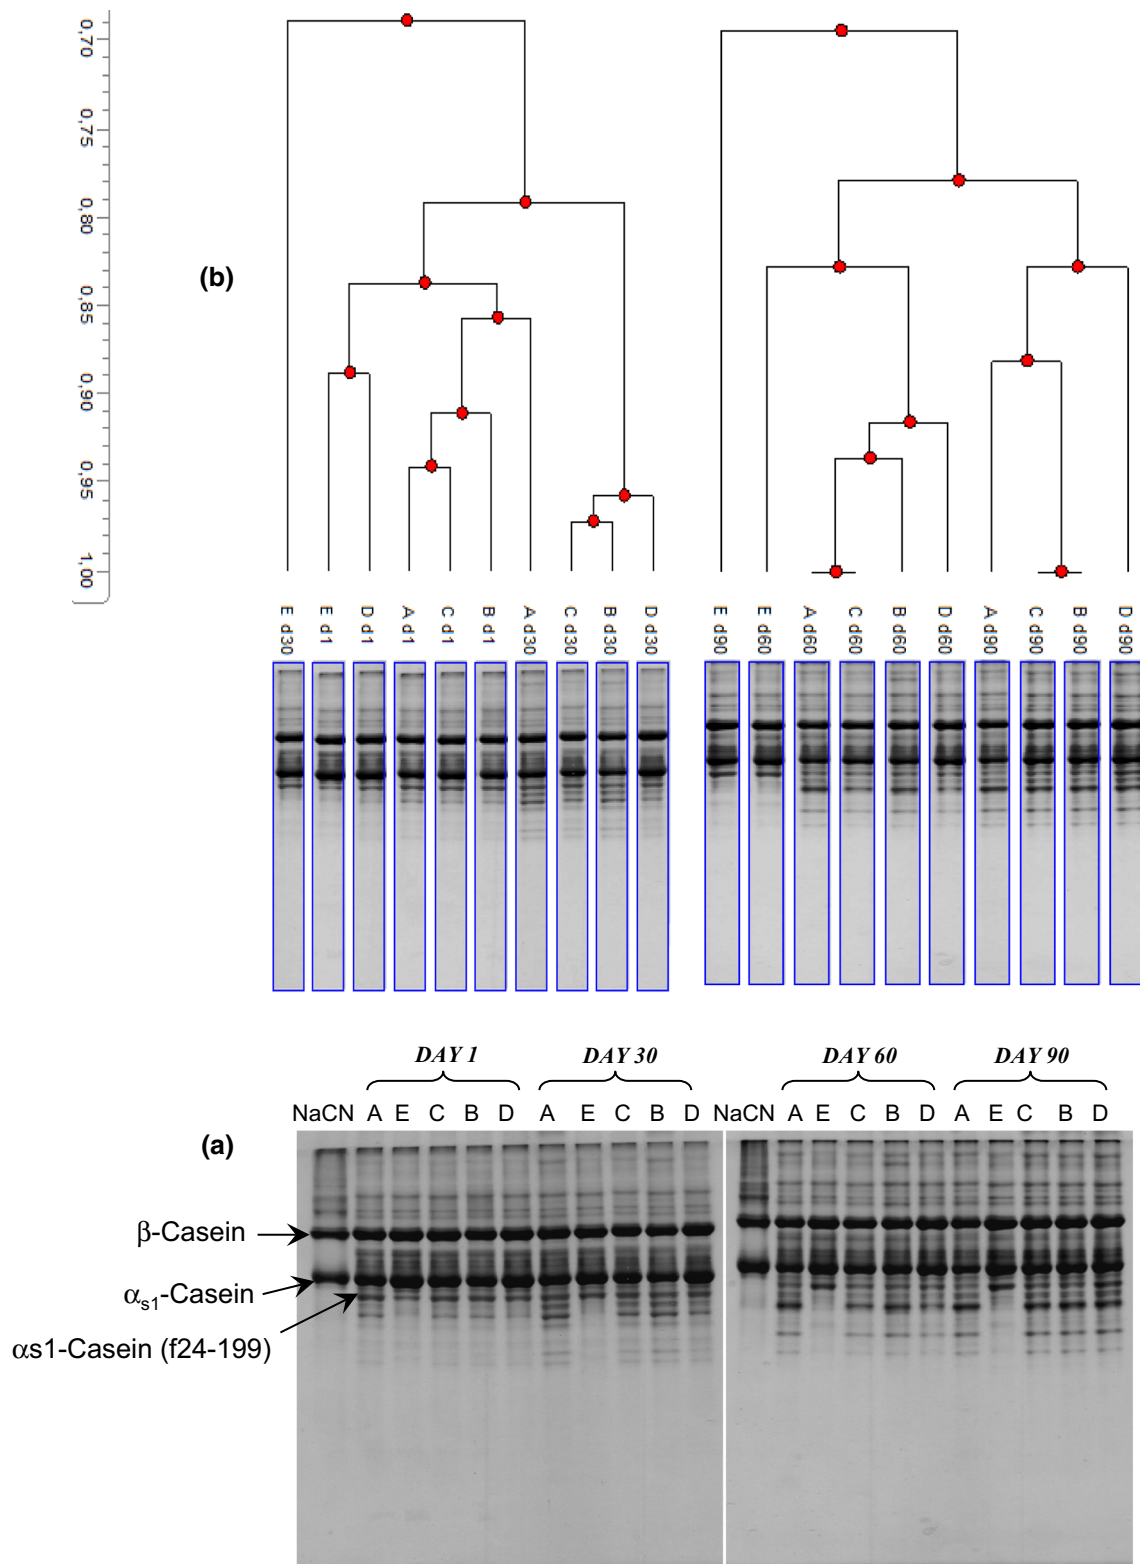 0,70
0,75
0,80
0,85
0,90
0,95
1,00
(b)
E d30
E d1
D d1
A d1
C d1
B d1
A d30
C d30
B d30
D d30
E d90
E d60
A d60
C d60
B d60
D d60
A d90
C d90
B d90
D d90
DAY 1 DAY 30 DAY 60 DAY 90
NaCN A E C B D A E C B D NaCN A E C B D A E C B D
(a)
β-Casein
αs1-Casein
αs1-Casein (f24-199)